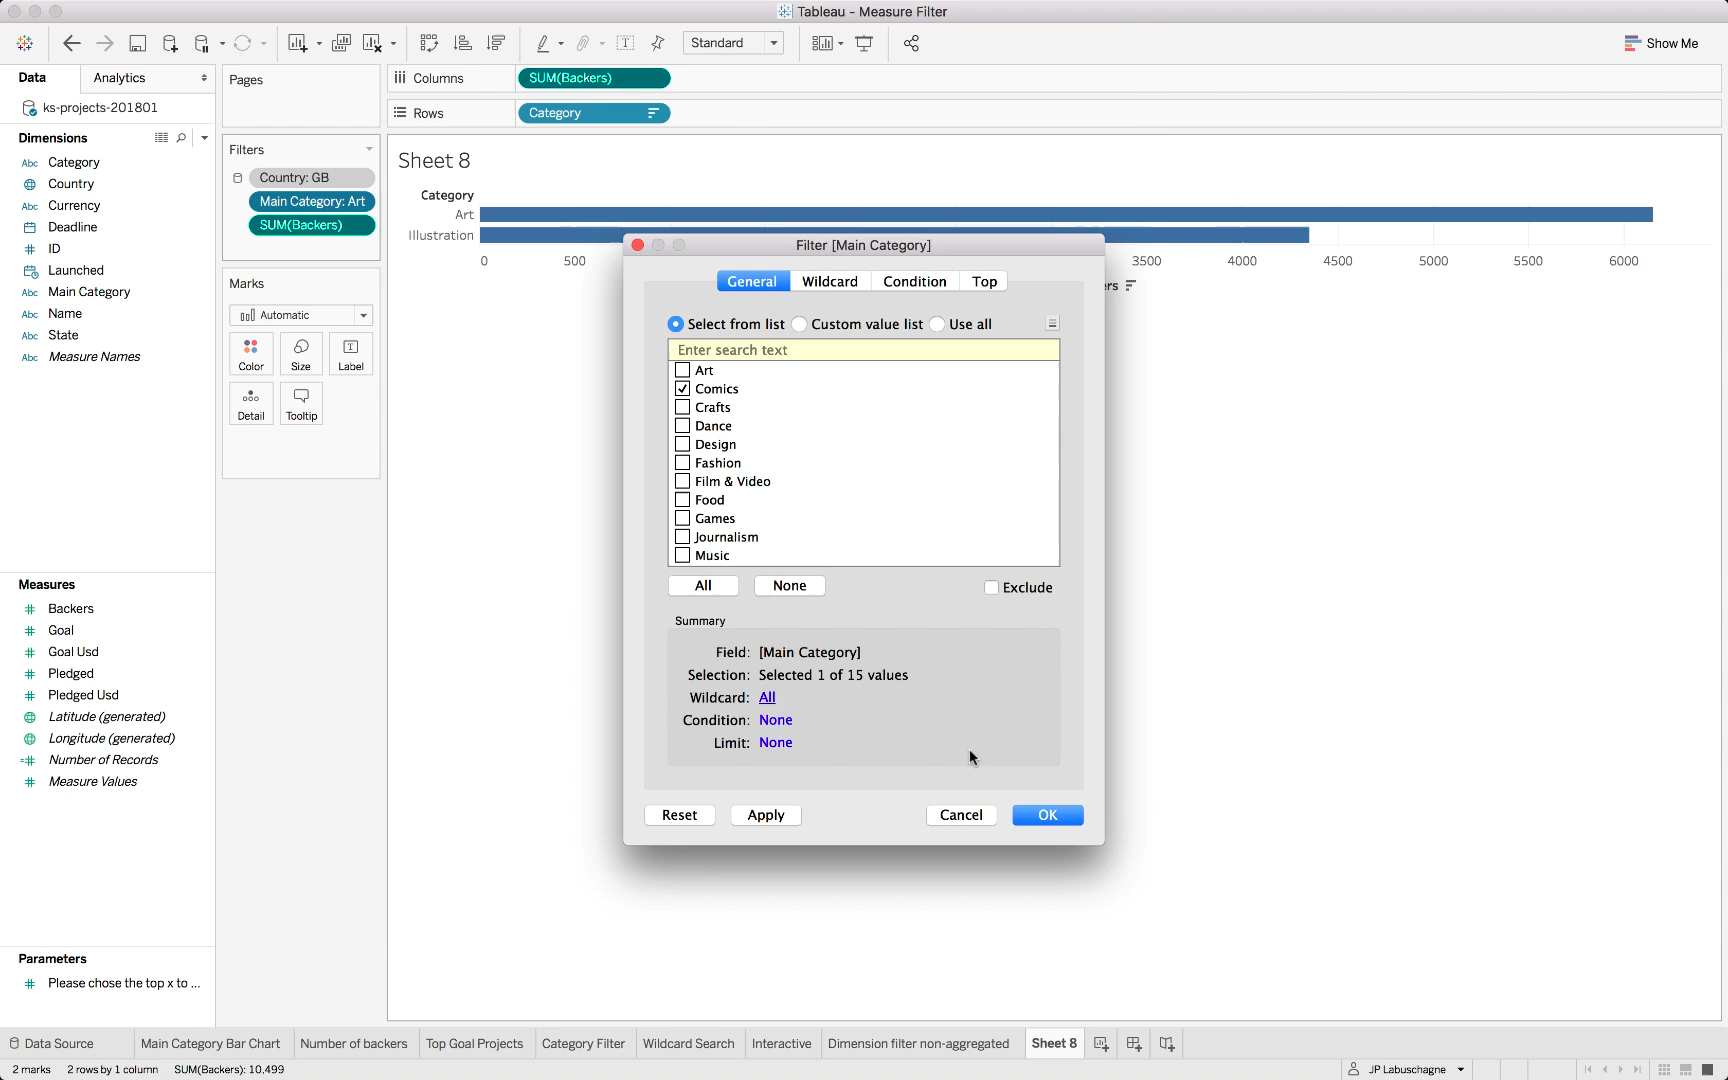 Tableau - Measure Filter
Standard
Show Me
Data
Analytics
Pages
Columns
SUM(Backers)
ks-projects-201801
Rows
Category
Dimensions
Filters
Sheet 8
Abc Category
Country: GB
Category
Country
Main Category: Art
Art
Abc Currency
SUM(Backers)
Illustration
Deadline
Filter [Main Category]
ID
0
500
3500
4000
4500
5000
5500
6000
Launched
General
Wildcard
Condition
Top
rs
Abc Main Category
Marks
Abc Name
Automatic
Select from list
Custom value list
Use all
Abc State
Enter search text
Abc Measure Names
Color
Size
Label
Art
Comics
Crafts
Detail
Tooltip
Dance
Design
Fashion
Film & Video
Food
Games
Journalism
Music
All
None
Exclude
Measures
Backers
Summary
Goal
Goal Usd
Field: [Main Category]
Pledged
Selection: Selected 1 of 15 values
Pledged Usd
Wildcard: All
Latitude (generated)
Condition: None
Longitude (generated)
Limit: None
Number of Records
Measure Values
Reset
Apply
Cancel
OK
Parameters
Please chose the top x to ...
Data Source
Main Category Bar Chart
Number of backers
Top Goal Projects
Category Filter
Wildcard Search
Interactive
Dimension filter non-aggregated
Sheet 8
2 marks
2 rows by 1 column
SUM(Backers): 10,499
JP Labuschagne